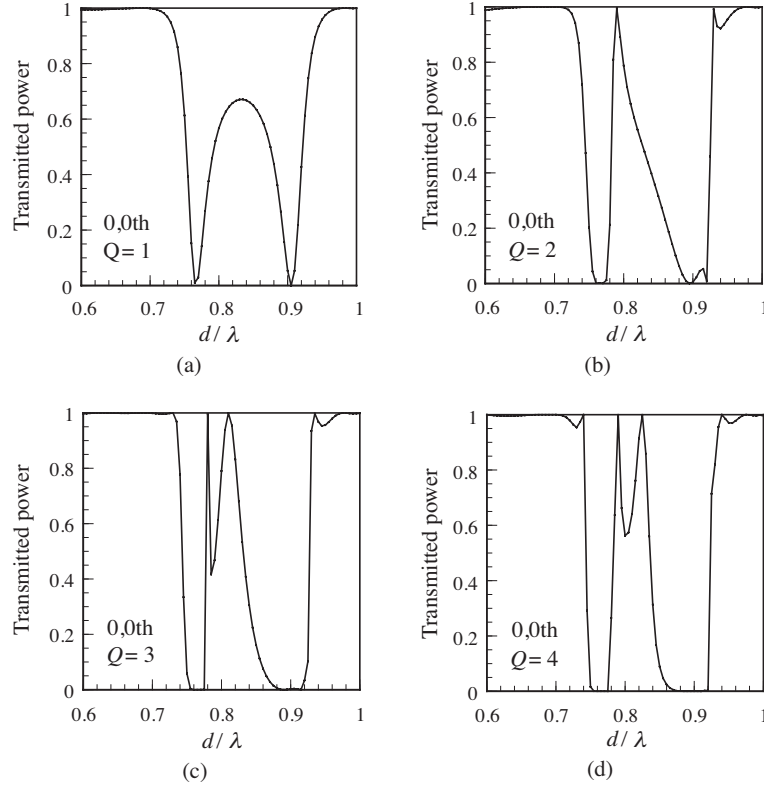 Transmitted power
1
0.8
0.6
0.4
0.2
0
0,0th
Q= 1
0.6 0.7 0.8 0.9 1
d / λ
(a)
Transmitted power
1
0.8
0.6
0.4
0.2
0
0,0th
Q= 2
0.6 0.7 0.8 0.9 1
d / λ
(b)
Transmitted power
1
0.8
0.6
0.4
0.2
0
0,0th
Q= 3
0.6 0.7 0.8 0.9 1
d / λ
(c)
Transmitted power
1
0.8
0.6
0.4
0.2
0
0,0th
Q= 4
0.6 0.7 0.8 0.9 1
d / λ
(d)